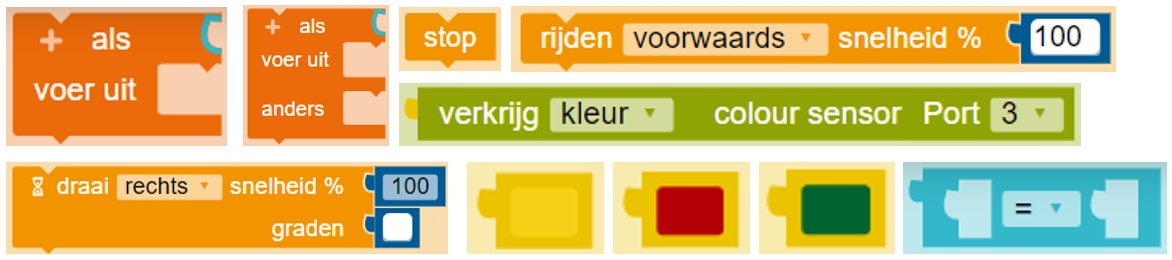 + als
voer uit
+ als
voer uit
anders
stop
rijden voorwaards ▾ snelheid % 100
verkrijg kleur ▾ colour sensor Port 3 ▾
draai rechts ▾ snelheid % 100
graden
= ▾